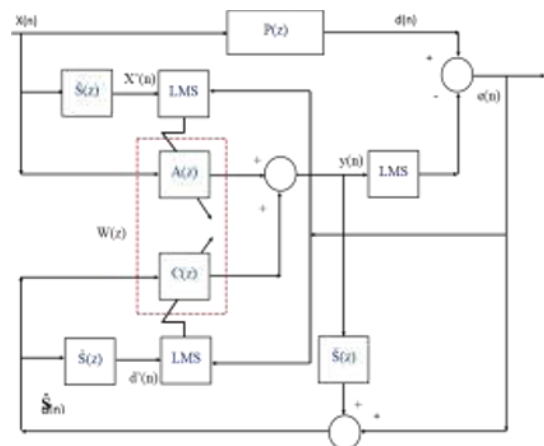 X(n)
P(z)
d(n)
+
-
e(n)
Ŝ(z)
X'(n)
LMS
A(z)
+
+
y(n)
LMS
W(z)
C(z)
Ŝ(z)
d'(n)
LMS
Ŝ(z)
+
+